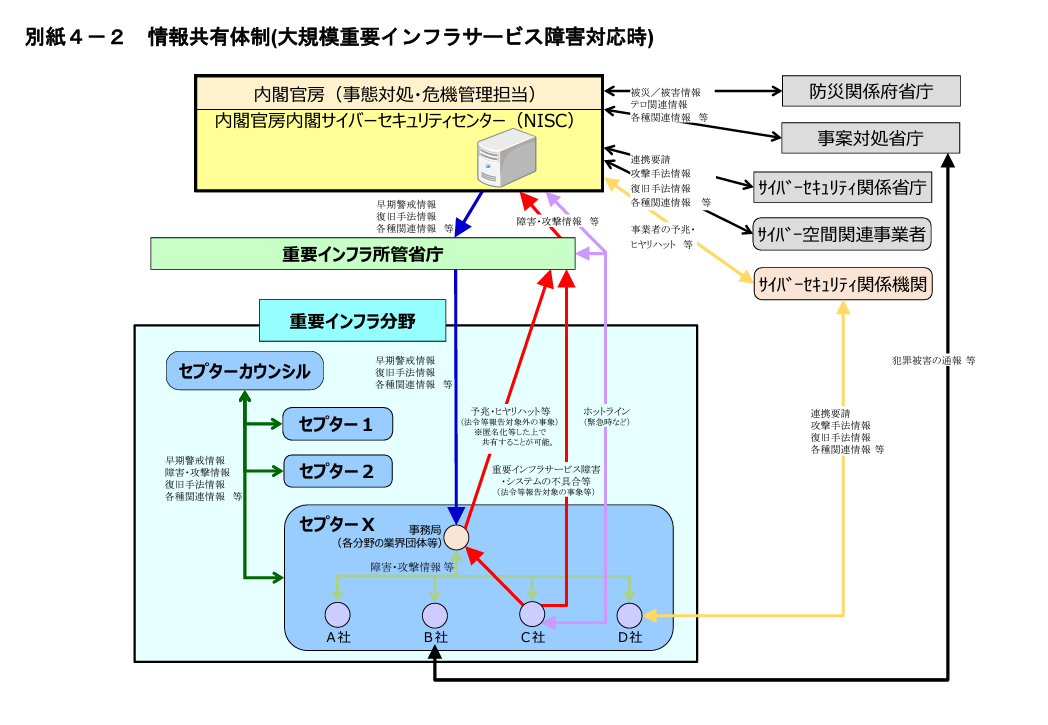 別紙４－２　情報共有体制(大規模重要インフラサービス障害対応時)
内閣官房（事態対処・危機管理担当）
内閣官房内閣サイバーセキュリティセンター（NISC）
被災／被害情報
テロ関連情報
各種関連情報　等
防災関係府省庁
事案対処省庁
連携要請
攻撃手法情報
復旧手法情報
各種関連情報　等
ｻｲﾊﾞｰセキュリティ関係省庁
ｻｲﾊﾞｰ空間関連事業者
事業者の予兆・
ヒヤリハット　等
ｻｲﾊﾞｰセキュリティ関係機関
早期警戒情報
復旧手法情報
各種関連情報　等
障害・攻撃情報　等
重要インフラ所管省庁
重要インフラ分野
セプターカウンシル
セプター１
セプター２
早期警戒情報
障害・攻撃情報
復旧手法情報
各種関連情報　等
早期警戒情報
復旧手法情報
各種関連情報　等
予兆・ヒヤリハット等
（法令等報告対象外の事象）
※匿名化等した上で
共有することが可能。
ホットライン
（緊急時など）
重要インフラサービス障害
・システムの不具合等
（法令等報告対象の事象等）
犯罪被害の通報 等
連携要請
攻撃手法情報
復旧手法情報
各種関連情報 等
セプターＸ
事務局
（各分野の業界団体等）
障害・攻撃情報 等
Ａ社
Ｂ社
Ｃ社
Ｄ社